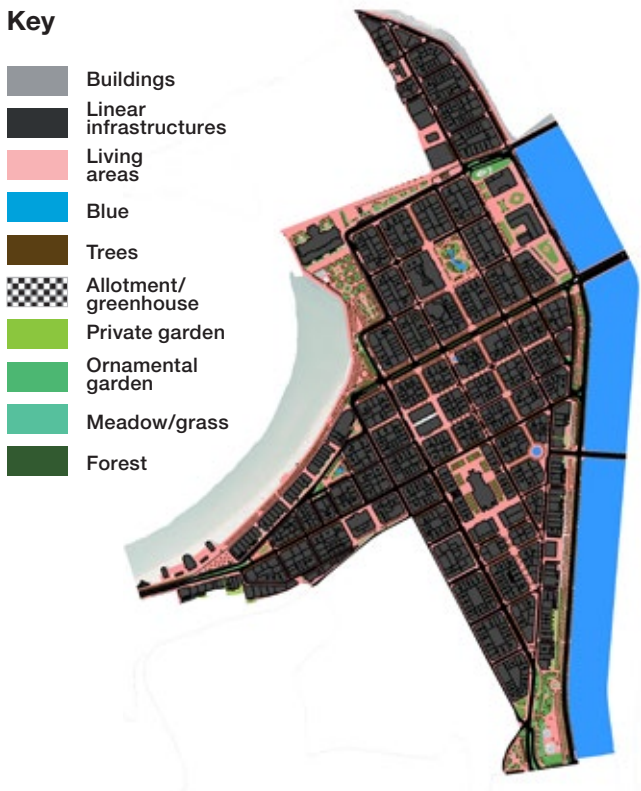 Key
Buildings
Linear
infrastructures
Living
areas
Blue
Trees
Allotment/
greenhouse
Private garden
Ornamental
garden
Meadow/grass
Forest